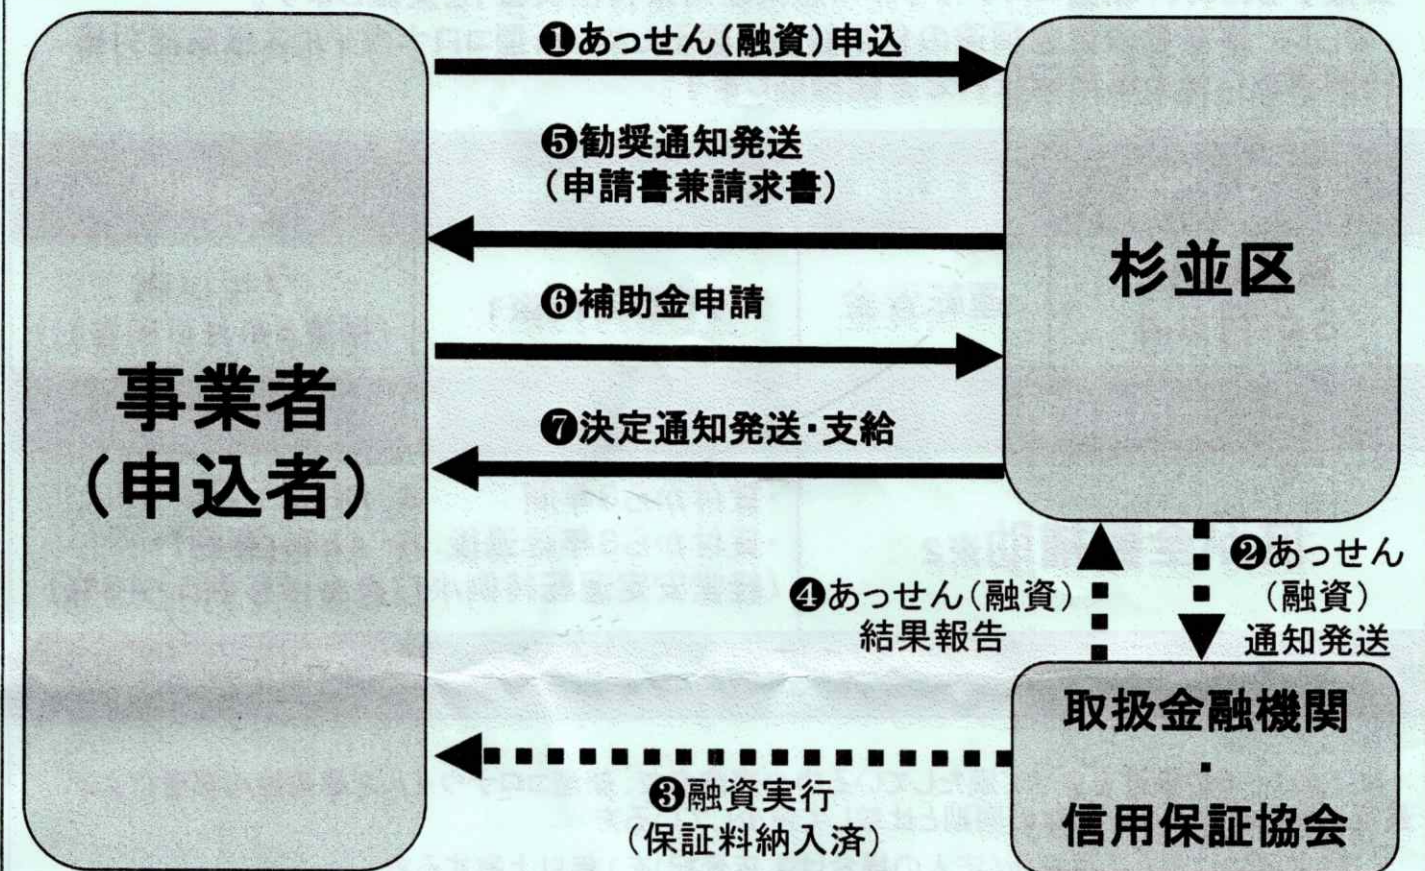 ❶あっせん（融資）申込
❺勧奨通知発送
（申請書兼請求書）
❻補助金申請
❼決定通知発送・支給
事業者
（申込者）
杉並区
❹あっせん（融資）
結果報告
❷あっせん
（融資）
通知発送
❸融資実行
（保証料納入済）
取扱金融機関
・
信用保証協会